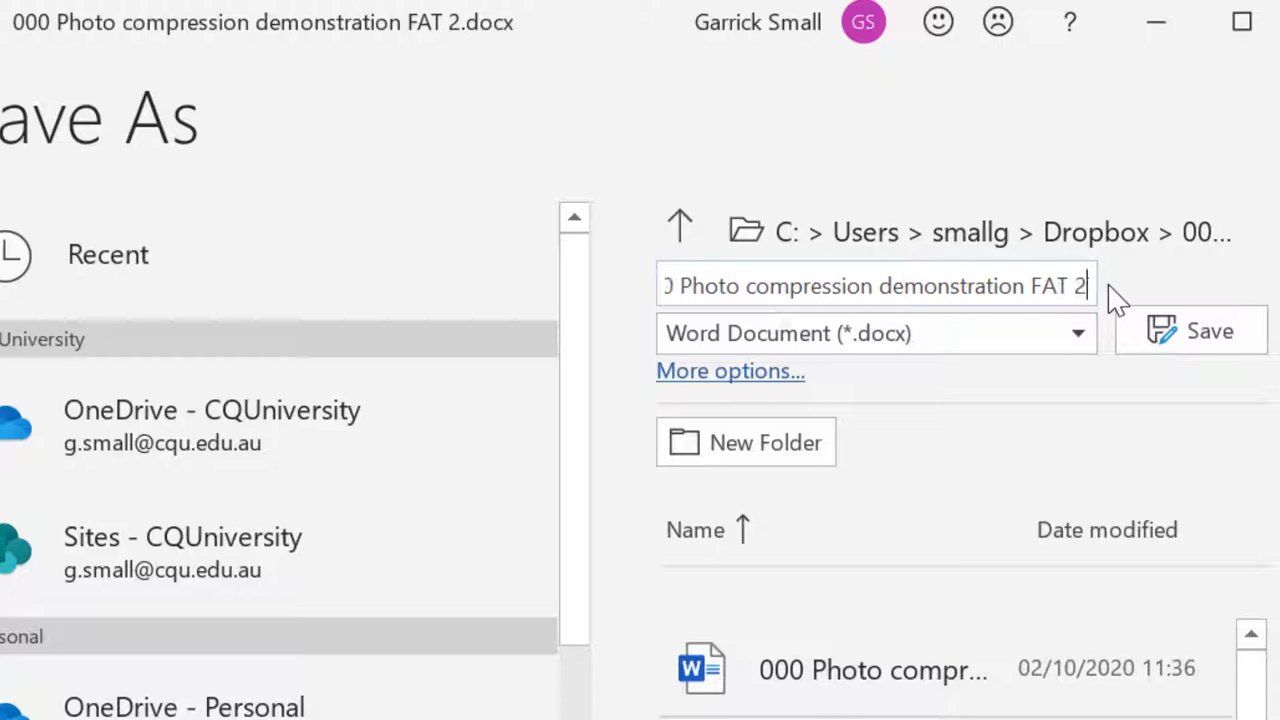 000 Photo compression demonstration FAT 2.docx
Garrick Small
GS
?
ave As
C: > Users > smallg > Dropbox > 00...
Recent
0 Photo compression demonstration FAT 2
Word Document (*.docx)
Save
University
More options...
OneDrive - CQUniversity
g.small@cqu.edu.au
New Folder
Name
Date modified
Sites - CQUniversity
g.small@cqu.edu.au
sonal
000 Photo compr...
02/10/2020 11:36
OneDrive - Personal